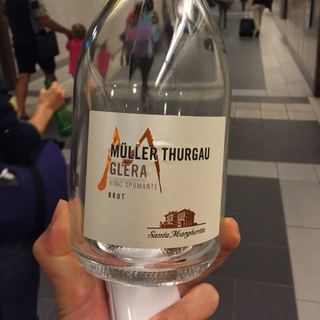 MÜLLER THURGAU
GLERA
VINO SPUMANTE
BRUT
Santa Margherita